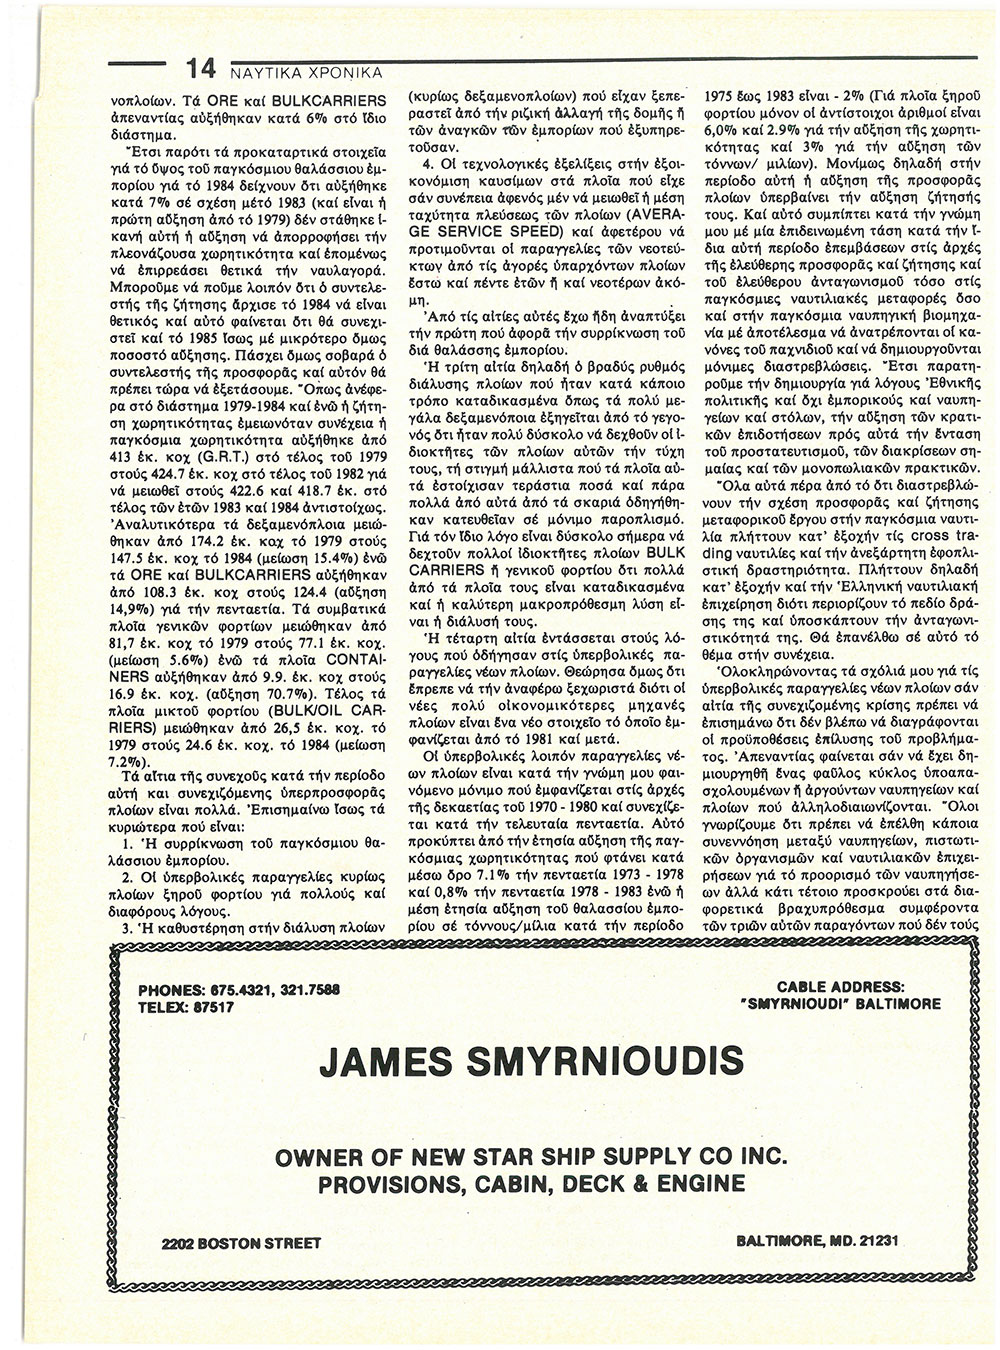 14 ΝΑΥΤΙΚΑ ΧΡΟΝΙΚΑ
νοπλοίων. Τά ORE καί BULKCARRIERS
ἀπεναντίας αὐξήθηκαν κατά 6% στό ἴδιο
διάστημα.
Ἔτσι παρότι τά προκαταρτικά στοιχεῖα
γιά τό ὕψος τοῦ παγκόσμιου θαλάσσιου ἐμ-
πορίου γιά τό 1984 δείχνουν ὅτι αὐξήθηκε
κατά 7% σέ σχέση μέτό 1983 (καί εἶναι ἡ
πρώτη αὔξηση ἀπό τό 1979) δέν στάθηκε ἱ-
κανή αὐτή ἡ αὔξηση νά ἀπορροφήσει τήν
πλεονάζουσα χωρητικότητα καί ἑπομένως
νά ἐπιρρεάσει θετικά τήν ναυλαγορά.
Μποροῦμε νά ποῦμε λοιπόν ὅτι ὁ συντελε-
στής τῆς ζήτησης ἄρχισε τό 1984 νά εἶναι
θετικός καί αὐτό φαίνεται ὅτι θά συνεχι-
στεῖ καί τό 1985 ἴσως μέ μικρότερο ὅμως
ποσοστό αὔξησης. Πάσχει ὅμως σοβαρά ὁ
συντελεστής τῆς προσφορᾶς καί αὐτόν θά
πρέπει τώρα νά ἐξετάσουμε. Ὅπως ἀνέφε-
ρα στό διάστημα 1979-1984 καί ἐνῶ ἡ ζήτη-
ση χωρητικότητας ἐμειωνόταν συνέχεια ἡ
παγκόσμια χωρητικότητα αὐξήθηκε ἀπό
413 ἐκ. κοχ (G.R.T.) στό τέλος τοῦ 1979
στούς 424.7 ἐκ. κοχ στό τέλος τοῦ 1982 γιά
νά μειωθεῖ στούς 422.6 καί 418.7 ἐκ. στό
τέλος τῶν ἐτῶν 1983 καί 1984 ἀντιστοίχως.
Ἀναλυτικότερα τά δεξαμενόπλοια μειώ-
θηκαν ἀπό 174.2 ἐκ. κοχ τό 1979 στούς
147.5 ἐκ. κοχ τό 1984 (μείωση 15.4%) ἐνῶ
τά ORE καί BULKCARRIERS αὐξήθηκαν
ἀπό 108.3 ἐκ. κοχ στούς 124.4 (αὔξηση
14,9%) γιά τήν πενταετία. Τά συμβατικά
πλοῖα γενικῶν φορτίων μειώθηκαν ἀπό
81,7 ἐκ. κοχ τό 1979 στούς 77.1 ἐκ. κοχ.
(μείωση 5.6%) ἐνῶ τά πλοῖα CONTAI-
NERS αὐξήθηκαν ἀπό 9.9. ἐκ. κοχ στούς
16.9 ἐκ. κοχ. (αὔξηση 70.7%). Τέλος τά
πλοῖα μικτοῦ φορτίου (BULK/OIL CAR-
RIERS) μειώθηκαν ἀπό 26,5 ἐκ. κοχ. τό
1979 στούς 24.6 ἐκ. κοχ. τό 1984 (μείωση
7.2%).
Τά αἴτια τῆς συνεχοῦς κατά τήν περίοδο
αὐτή και συνεχιζόμενης ὑπερπροσφορᾶς
πλοίων εἶναι πολλά. Ἐπισημαίνω ἴσως τά
κυριώτερα πού εἶναι:
1. Ἡ συρρίκνωση τοῦ παγκόσμιου θα-
λάσσιου ἐμπορίου.
2. Οἱ ὑπερβολικές παραγγελίες κυρίως
πλοίων ξηροῦ φορτίου γιά πολλούς καί
διαφόρους λόγους.
3. Ἡ καθυστέρηση στήν διάλυση πλοίων
(κυρίως δεξαμενοπλοίων) πού εἶχαν ξεπε-
ραστεῖ ἀπό τήν ριζική ἀλλαγή τῆς δομῆς ἤ
τῶν ἀναγκῶν τῶν ἐμπορίων πού ἐξυπηρε-
τοῦσαν.
4. Οἱ τεχνολογικές ἐξελίξεις στήν ἐξοι-
κονόμιση καυσίμων στά πλοῖα πού εἶχε
σάν συνέπεια ἀφενός μέν νά μειωθεῖ ἡ μέση
ταχύτητα πλεύσεως τῶν πλοίων (AVERA-
GE SERVICE SPEED) καί ἀφετέρου νά
προτιμοῦνται οἱ παραγγελίες τῶν νεοτεύ-
κτων ἀπό τίς ἀγορές ὑπαρχόντων πλοίων
ἔστω καί πέντε ἐτῶν ἤ καί νεοτέρων ἀκό-
μη.
Ἀπό τίς αἰτίες αὐτές ἔχω ἤδη ἀναπτύξει
τήν πρώτη πού ἀφορᾶ τήν συρρίκνωση τοῦ
διά θαλάσσης ἐμπορίου.
Ἡ τρίτη αἰτία δηλαδή ὁ βραδύς ρυθμός
διάλυσης πλοίων πού ἦταν κατά κάποιο
τρόπο καταδικασμένα ὅπως τά πολύ με-
γάλα δεξαμενόποια ἐξηγεῖται ἀπό τό γεγο-
νός ὅτι ἦταν πολύ δύσκολο νά δεχθοῦν οἱ ἰ-
διοκτῆτες τῶν πλοίων αὐτῶν τήν τύχη
τους, τή στιγμή μάλλιστα πού τά πλοῖα αὐ-
τά ἐστοίχισαν τεράστια ποσά καί πάρα
πολλά ἀπό αὐτά ἀπό τά σκαριά ὁδηγήθη-
καν κατευθεῖαν σέ μόνιμο παροπλισμό.
Γιά τόν ἴδιο λόγο εἶναι δύσκολο σήμερα νά
δεχτοῦν πολλοί ἰδιοκτῆτες πλοίων BULK
CARRIERS ἤ γενικοῦ φορτίου ὅτι πολλά
ἀπό τά πλοῖα τους εἶναι καταδικασμένα
καί ἡ καλύτερη μακροπρόθεσμη λύση εἶ-
ναι ἡ διάλυσή τους.
Ἡ τέταρτη αἰτία ἐντάσσεται στούς λό-
γους πού ὁδήγησαν στίς ὑπερβολικές πα-
ραγγελίες νέων πλοίων. Θεώρησα ὅμως ὅτι
ἔπρεπε νά τήν ἀναφέρω ξεχωριστά διότι οἱ
νέες πολύ οἰκονομικότερες μηχανές
πλοίων εἶναι ἕνα νέο στοιχεῖο τό ὁποῖο ἐμ-
φανίζεται ἀπό τό 1981 καί μετά.
Οἱ ὑπερβολικές λοιπόν παραγγελίες νέ-
ων πλοίων εἶναι κατά τήν γνώμη μου φαι-
νόμενο μόνιμο πού ἐμφανίζεται στίς ἀρχές
τῆς δεκαετίας τοῦ 1970 - 1980 καί συνεχίζε-
ται κατά τήν τελευταία πενταετία. Αὐτό
προκύπτει ἀπό τήν ἐτησία αὔξηση τῆς παγ-
κόσμιας χωρητικότητας πού φτάνει κατά
μέσω ὅρο 7.1% τήν πενταετία 1973 - 1978
καί 0,8% τήν πενταετία 1978 - 1983 ἐνῶ ἡ
μέση ἐτησία αὔξηση τοῦ θαλασσίου ἐμπο-
ρίου σέ τόννους/μίλια κατά τήν περίοδο
1975 ἕως 1983 εἶναι - 2% (Γιά πλοῖα ξηροῦ
φορτίου μόνον οἱ ἀντίστοιχοι ἀριθμοί εἶναι
6,0% καί 2.9% γιά τήν αὔξηση τῆς χωρητι-
κότητας καί 3% γιά τήν αὔξηση τῶν
τόννων/ μιλίων). Μονίμως δηλαδή στήν
περίοδο αὐτή ἡ αὔξηση τῆς προσφορᾶς
πλοίων ὑπερβαίνει τήν αὔξηση ζήτησής
τους. Καί αὐτό συμπίπτει κατά τήν γνώμη
μου μέ μία ἐπιδεινωμένη τάση κατά τήν ἴ-
δια αὐτή περίοδο ἐπεμβάσεων στίς ἀρχές
τῆς ἐλεύθερης προσφορᾶς καί ζήτησης καί
τοῦ ἐλεύθερου ἀνταγωνισμοῦ τόσο στίς
παγκόσμιες ναυτιλιακές μεταφορές ὅσο
καί στήν παγκόσμια ναυπηγική βιομηχα-
νία μέ ἀποτέλεσμα νά ἀνατρέπονται οἱ κα-
νόνες τοῦ παχνιδιοῦ καί νά δημιουργοῦνται
μόνιμες διαστρεβλώσεις. Ἔτσι παρατη-
ροῦμε τήν δημιουργία γιά λόγους Ἐθνικῆς
πολιτικῆς καί ὄχι ἐμπορικούς καί ναυπη-
γείων καί στόλων, τήν αὔξηση τῶν κρατι-
κῶν ἐπιδοτήσεων πρός αὐτά τήν ἔνταση
τοῦ προστατευτισμοῦ, τῶν διακρίσεων ση-
μαίας καί τῶν μονοπωλιακῶν πρακτικῶν.
Ὅλα αὐτά πέρα ἀπό τό ὅτι διαστρεβλώ-
νουν τήν σχέση προσφορᾶς καί ζήτησης
μεταφορικοῦ ἔργου στήν παγκόσμια ναυτι-
λία πλήττουν κατ' ἐξοχήν τίς cross tra-
ding ναυτιλίες καί τήν ἀνεξάρτητη ἐφοπλι-
στική δραστηριότητα. Πλήττουν δηλαδή
κατ' ἐξοχήν καί τήν Ἑλληνική ναυτιλιακή
ἐπιχείρηση διότι περιορίζουν τό πεδίο δρά-
σης της καί ὑποσκάπτουν τήν ἀνταγωνι-
στικότητά της. Θά ἐπανέλθω σέ αὐτό τό
θέμα στήν συνέχεια.
Ὁλοκληρώνοντας τά σχόλιά μου γιά τίς
ὑπερβολικές παραγγελίες νέων πλοίων σάν
αἰτία τῆς συνεχιζομένης κρίσης πρέπει νά
ἐπισημάνω ὅτι δέν βλέπω νά διαγράφονται
οἱ προϋποθέσεις ἐπίλυσης τοῦ προβλήμα-
τος. Ἀπεναντίας φαίνεται σάν νά ἔχει δη-
μιουργηθῆ ἕνας φαῦλος κύκλος ὑποαπα-
σχολουμένων ἤ ἀργούντων ναυπηγείων καί
πλοίων πού ἀλληλοδιαιωνίζονται. Ὅλοι
γνωρίζουμε ὅτι πρέπει νά ἐπέλθη κάποια
συνεννόηση μεταξύ ναυπηγείων, πιστωτι-
κῶν ὀργανισμῶν καί ναυτιλιακῶν ἐπιχει-
ρήσεων γιά τό προορισμό τῶν ναυπηγήσε-
ων ἀλλά κάτι τέτοιο προσκρούει στά δια-
φορετικά βραχυπρόθεσμα συμφέροντα
τῶν τριῶν αὐτῶν παραγόντων πού δέν τούς
PHONES: 675.4321, 321.7588
TELEX: 87517
CABLE ADDRESS:
"SMYRNIOUDI" BALTIMORE
JAMES SMYRNIOUDIS
OWNER OF NEW STAR SHIP SUPPLY CO INC.
PROVISIONS, CABIN, DECK & ENGINE
2202 BOSTON STREET
BALTIMORE, MD. 21231